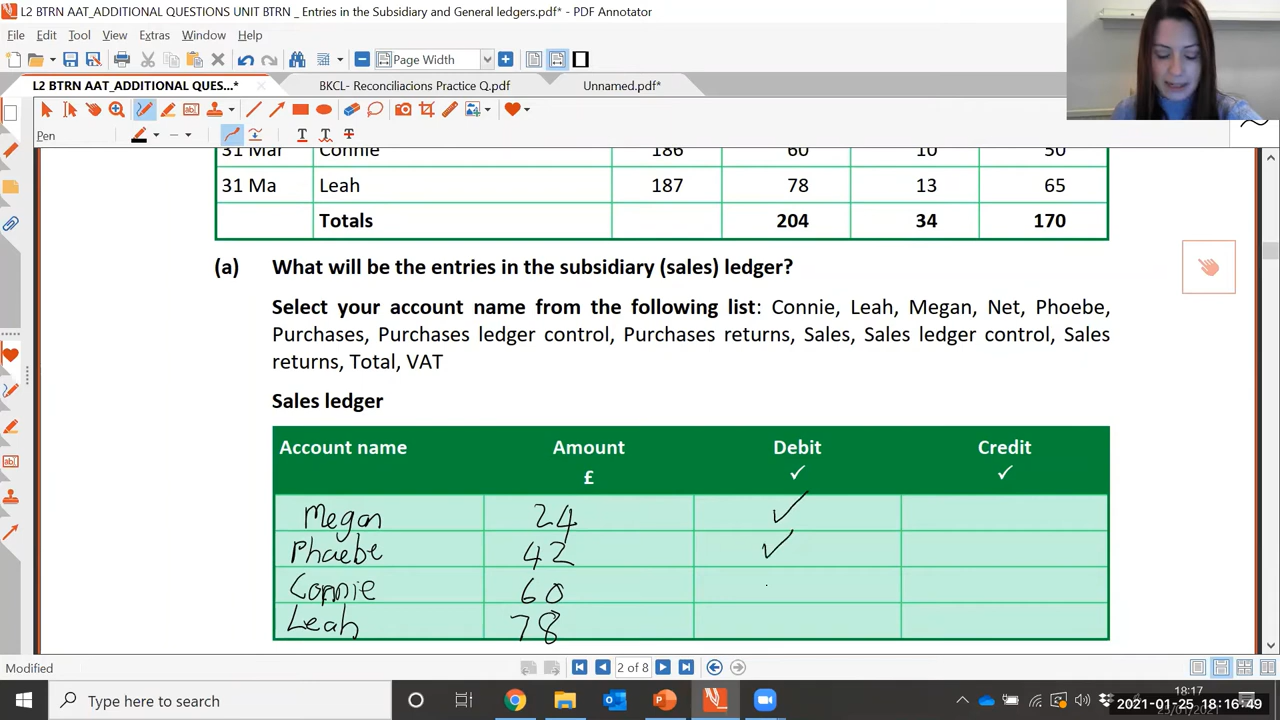 L2 BTRN AAT_ADDITIONAL QUESTIONS UNIT BTRN _ Entries in the Subsidiary and General ledgers.pdf* - PDF Annotator
File Edit Tool View Extras Window Help
Page Width
L2 BTRN AAT_ADDITIONAL QUES...* BKCL- Reconciliacions Practice Q.pdf Unnamed.pdf*
Pen
31 Mar Connie 186 60 10 50
31 Ma Leah 187 78 13 65
Totals 204 34 170
(a) What will be the entries in the subsidiary (sales) ledger?
Select your account name from the following list: Connie, Leah, Megan, Net, Phoebe,
Purchases, Purchases ledger control, Purchases returns, Sales, Sales ledger control, Sales
returns, Total, VAT
Sales ledger
Account name Amount Debit Credit
£ ✓ ✓
Megan 24 ✓
Phaebe 42 ✓
Connie 60
Leah 78
Modified 2 of 8
Type here to search
18:17
2021-01-25 18:16:49